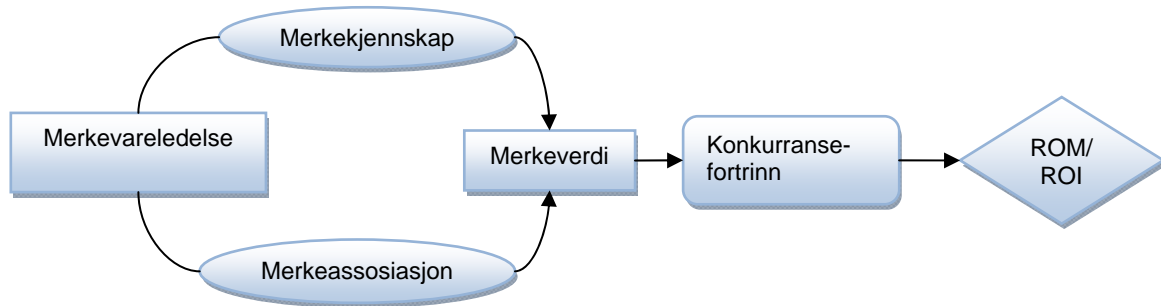 Merkekjennskap
Merkevareledelse
Merkeverdi
Konkurranse-
fortrinn
ROM/
ROI
Merkeassosiasjon